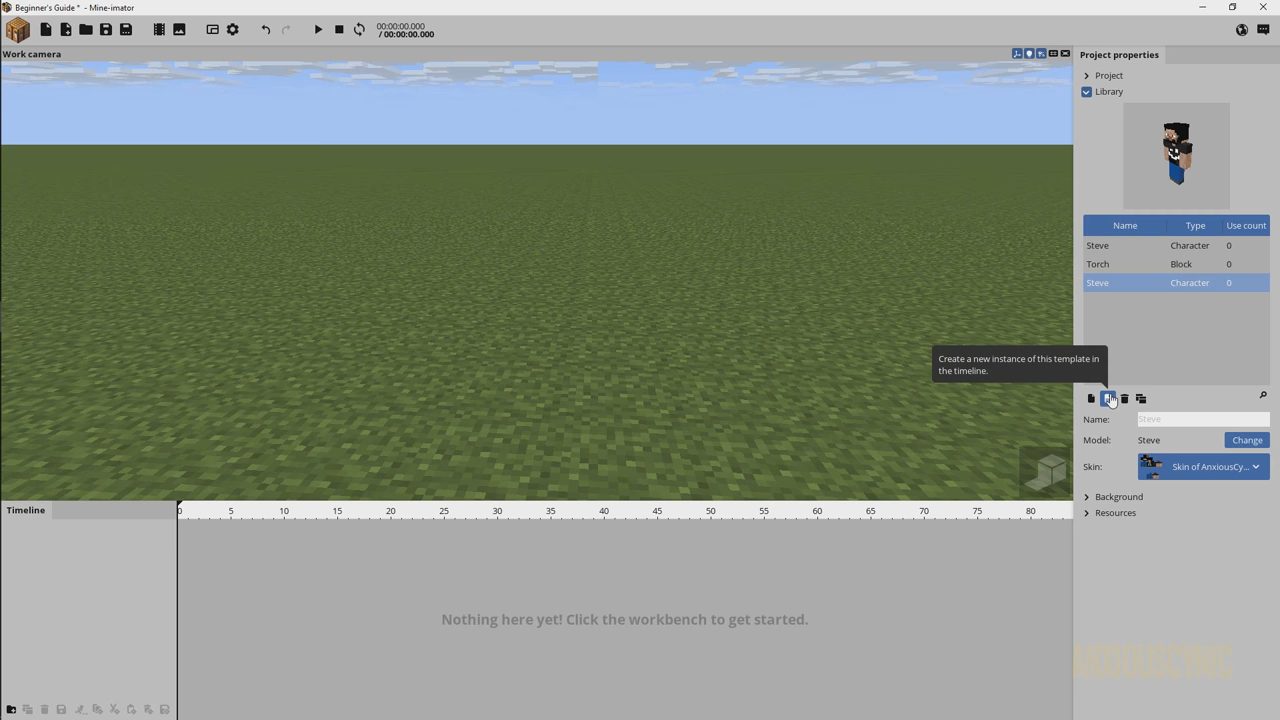 Beginner's Guide * - Mine-imator
00:00:00.000
/ 00:00:00.000
Work camera
Project properties
Project
Library
Name Type Use count
Steve Character 0
Torch Block 0
Steve Character 0
Create a new instance of this template in
the timeline.
Name: Steve
Model: Steve Change
Skin: Skin of AnxiousCy...
Background
Resources
Timeline
0 5 10 15 20 25 30 35 40 45 50 55 60 65 70 75 80
Nothing here yet! Click the workbench to get started.
ANXIOUSCYNIC